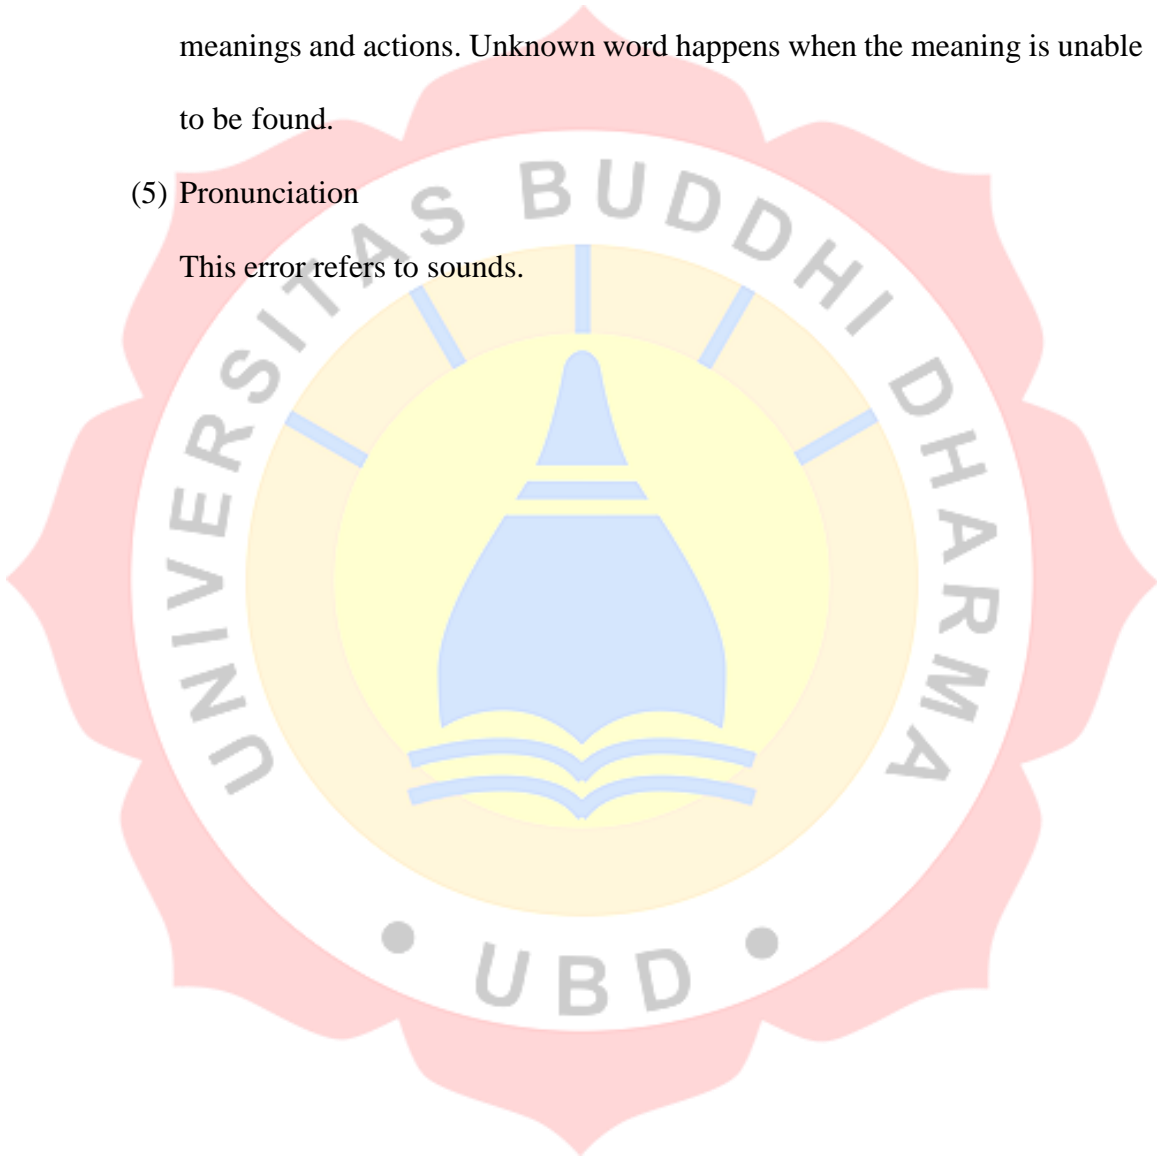 meanings and actions. Unknown word happens when the meaning is unable
to be found.
(5) Pronunciation
This error refers to sounds.
UNIVERSITAS BUDDHI DHARMA
• UBD •